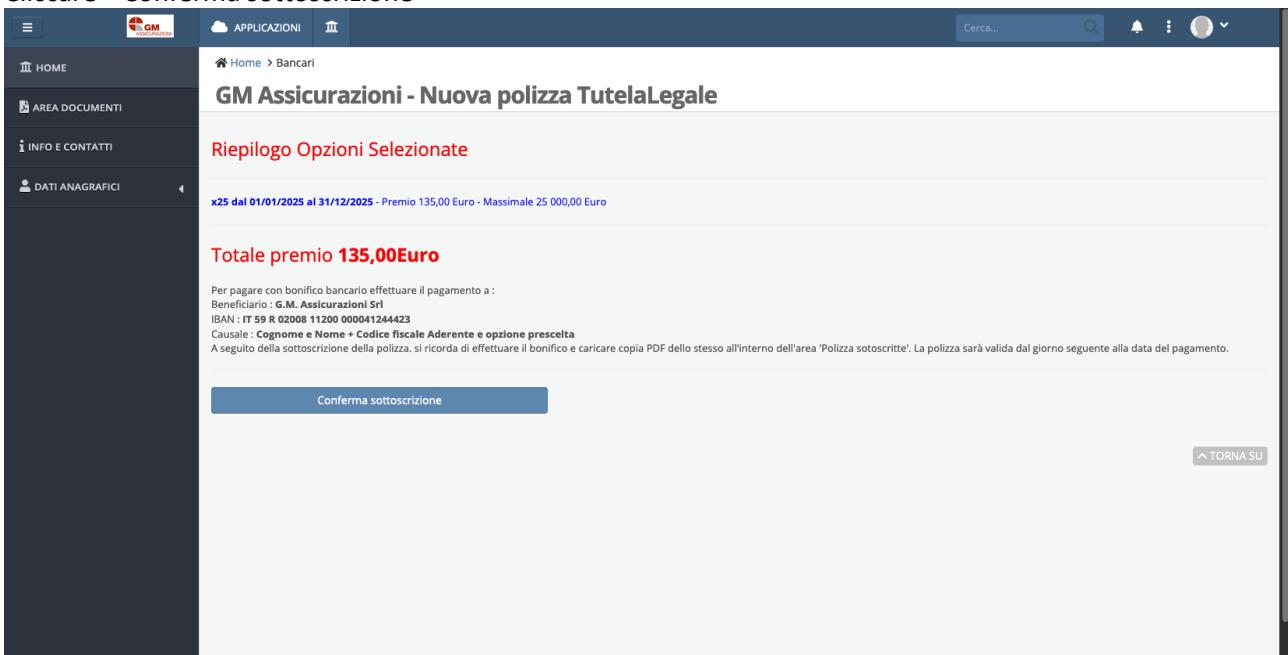 Cliccare " Conferma sottoscrizione"
GM
ASSICURAZIONI
APPLICAZIONI
Cerca...
HOME
AREA DOCUMENTI
INFO E CONTATTI
DATI ANAGRAFICI
Home > Bancari
GM Assicurazioni - Nuova polizza TutelaLegale
Riepilogo Opzioni Selezionate
x25 dal 01/01/2025 al 31/12/2025 - Premio 135,00 Euro - Massimale 25 000,00 Euro
Totale premio 135,00Euro
Per pagare con bonifico bancario effettuare il pagamento a :
Beneficiario : G.M. Assicurazioni Srl
IBAN : IT 59 R 02008 11200 000041244423
Causale : Cognome e Nome + Codice fiscale Aderente e opzione prescelta
A seguito della sottoscrizione della polizza. si ricorda di effettuare il bonifico e caricare copia PDF dello stesso all'interno dell'area 'Polizza sotoscritte'. La polizza sarà valida dal giorno seguente alla data del pagamento.
Conferma sottoscrizione
TORNA SU